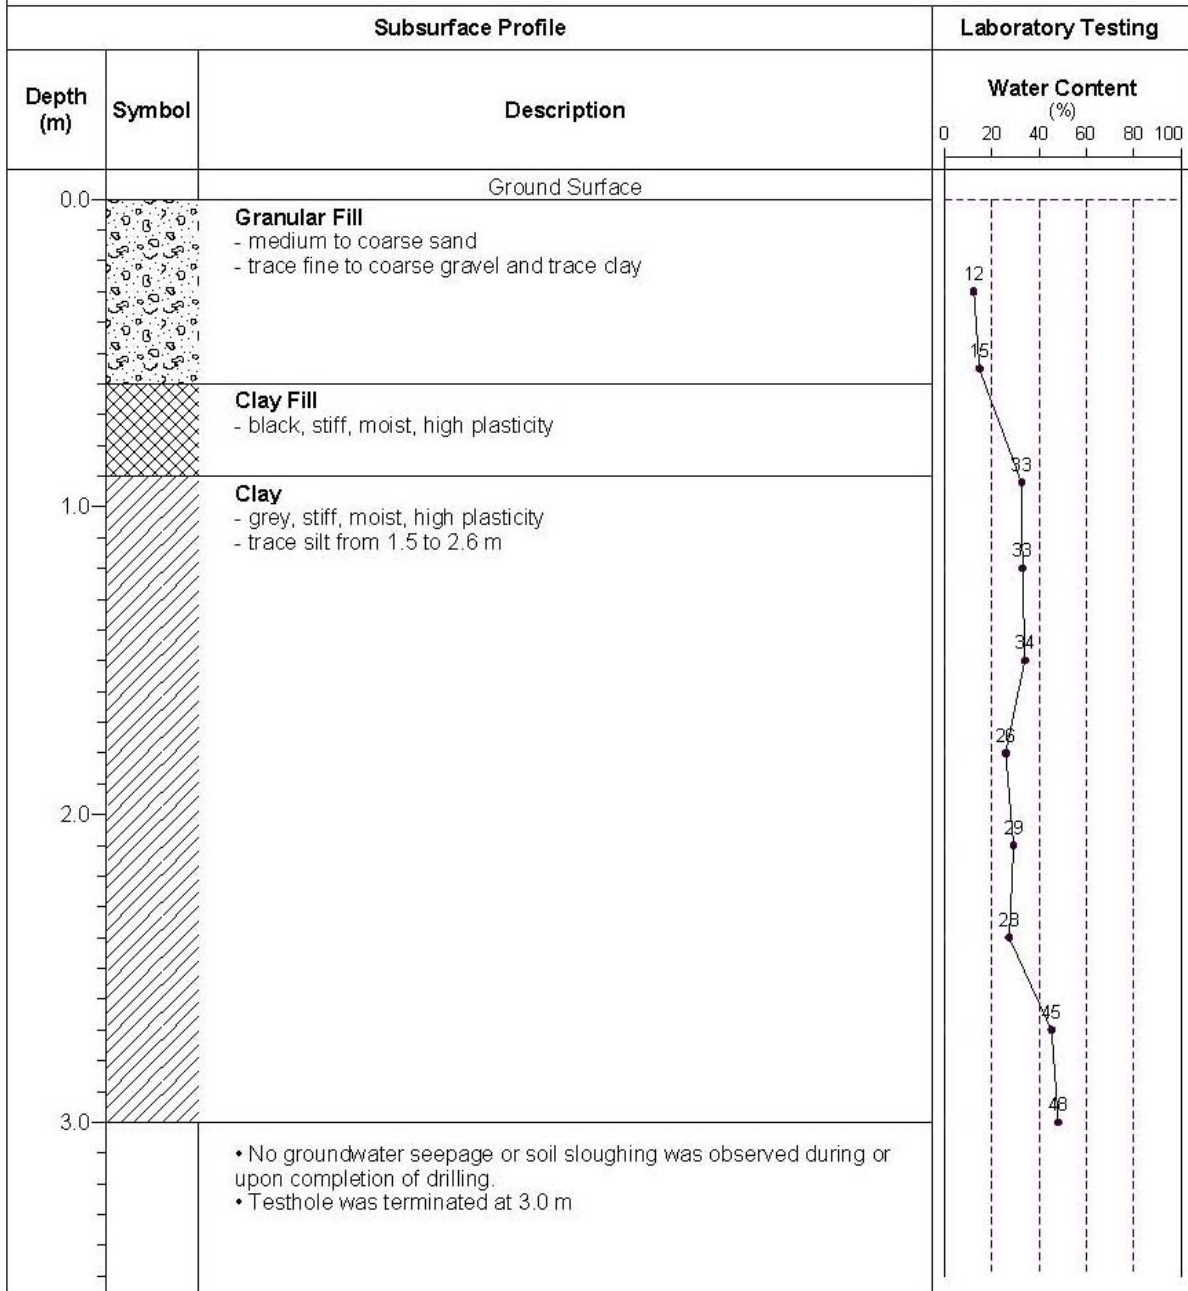 Subsurface Profile
Laboratory Testing
Depth
(m)
Symbol
Description
Water Content
(%)
0 20 40 60 80 100
Ground Surface
0.0
Granular Fill
- medium to coarse sand
- trace fine to coarse gravel and trace clay
12
15
Clay Fill
- black, stiff, moist, high plasticity
33
Clay
1.0
- grey, stiff, moist, high plasticity
- trace silt from 1.5 to 2.6 m
33
34
26
2.0
29
28
45
48
3.0
• No groundwater seepage or soil sloughing was observed during or
upon completion of drilling.
• Testhole was terminated at 3.0 m